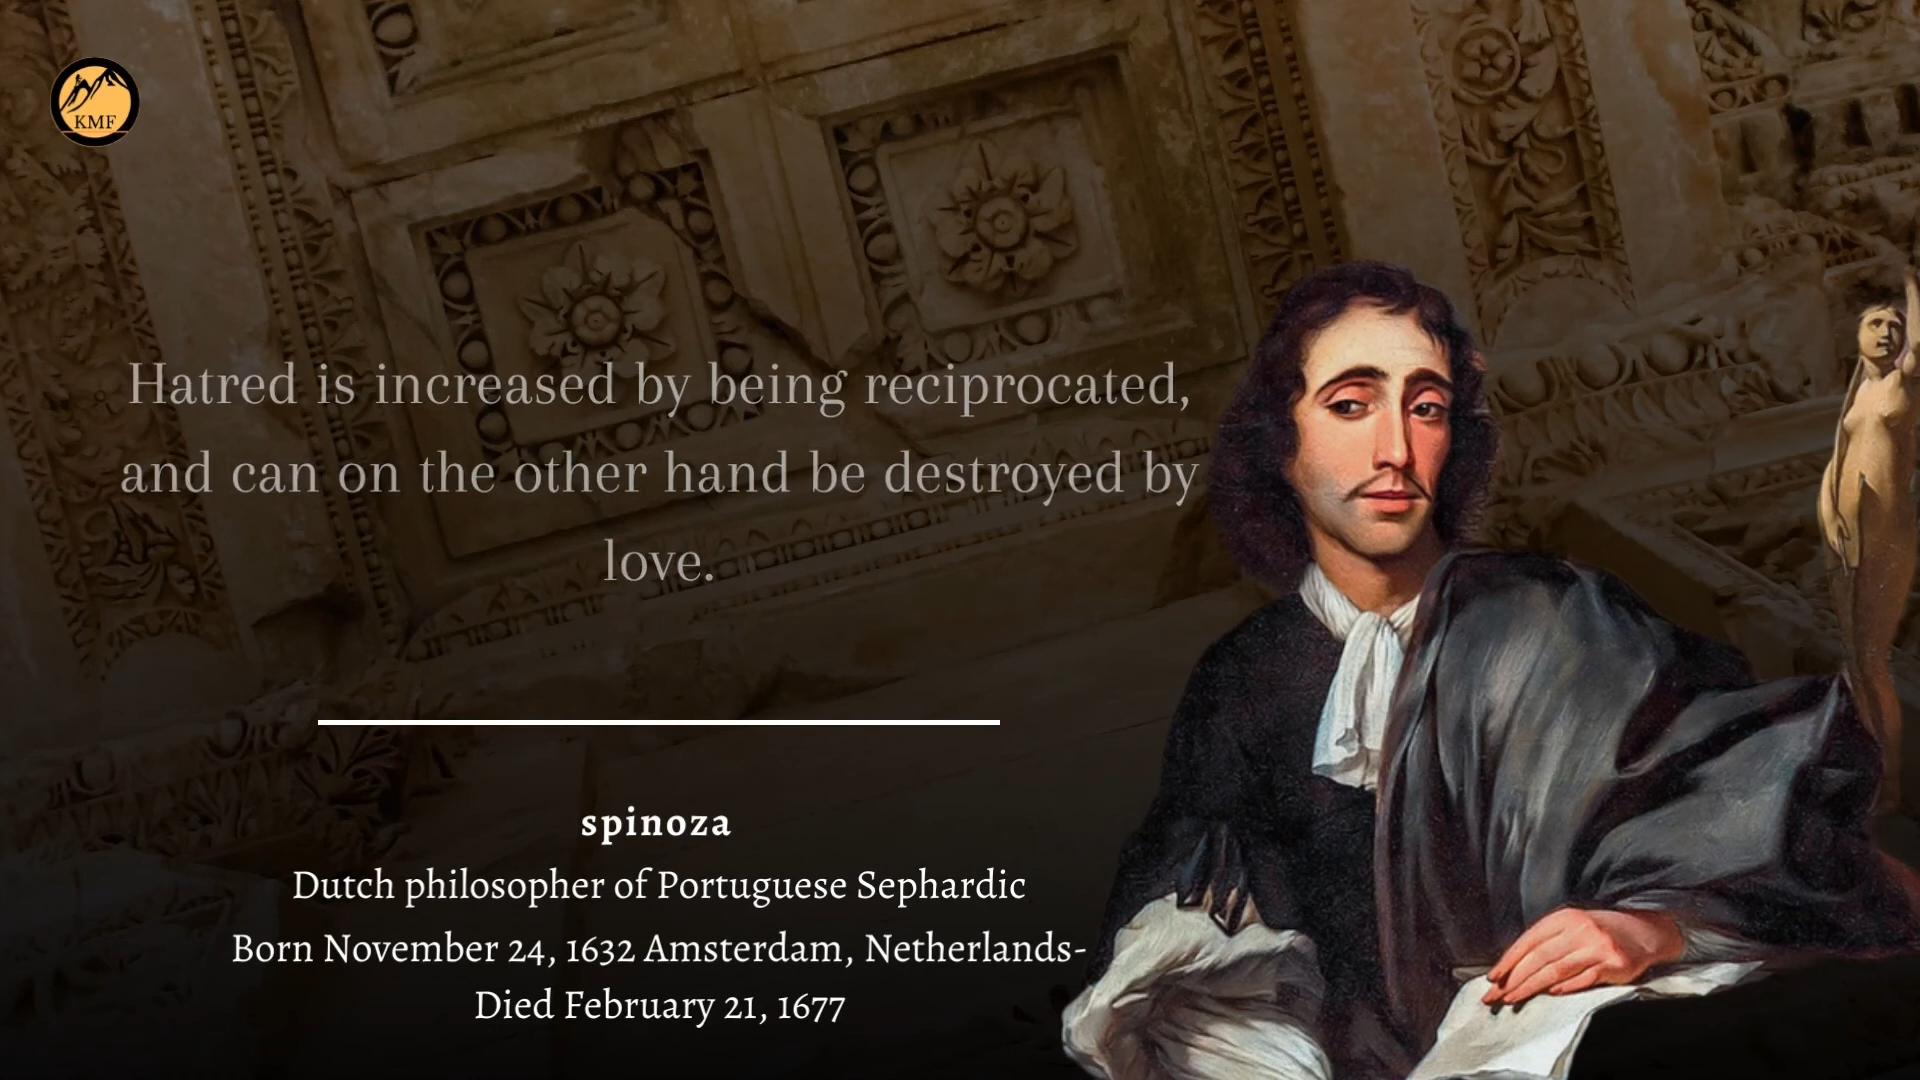 KMF
Hatred is increased by being reciprocated,
and can on the other hand be destroyed by
love.
spinoza
Dutch philosopher of Portuguese Sephardic
Born November 24, 1632 Amsterdam, Netherlands-
Died February 21, 1677